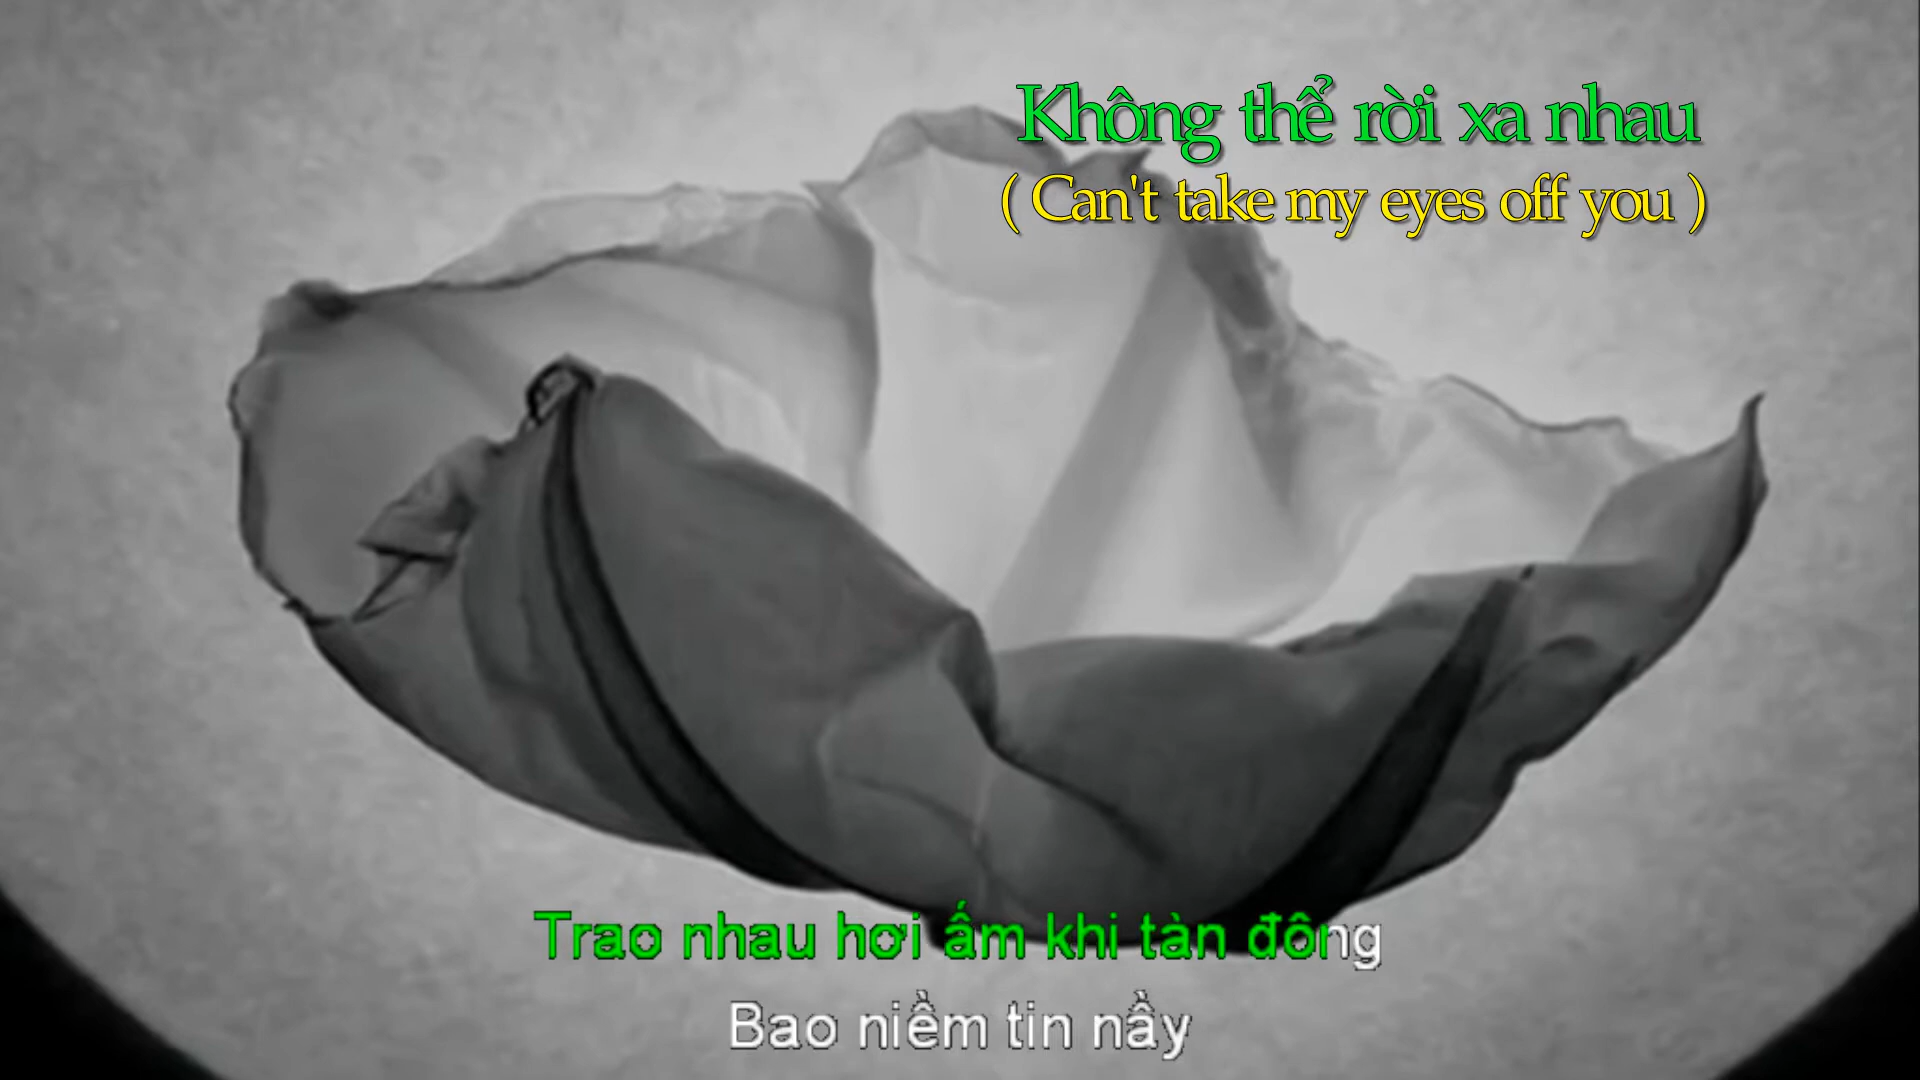 Không thể rời xa nhau
( Can't take my eyes off you )
Trao nhau hơi ấm khi tàn đông
Bao niềm tin nầy